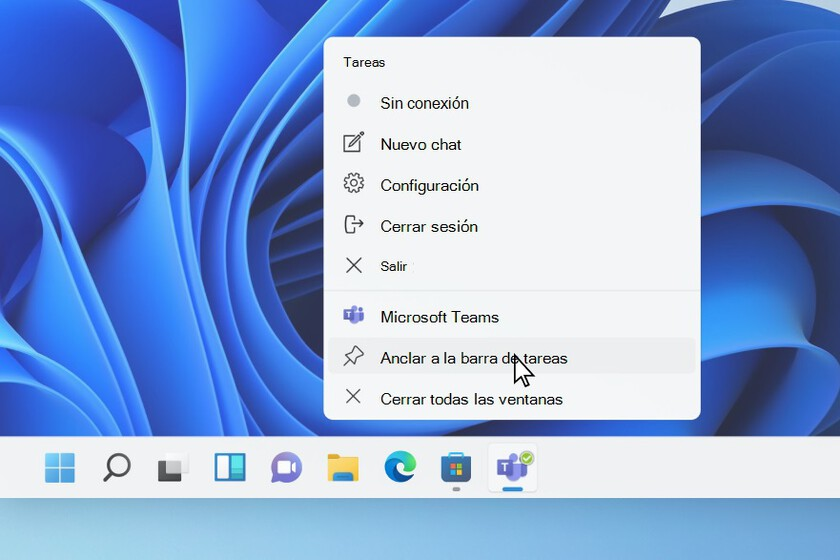 Tareas
Sin conexión
Nuevo chat
Configuración
Cerrar sesión
Salir
Microsoft Teams
Anclar a la barra de tareas
Cerrar todas las ventanas